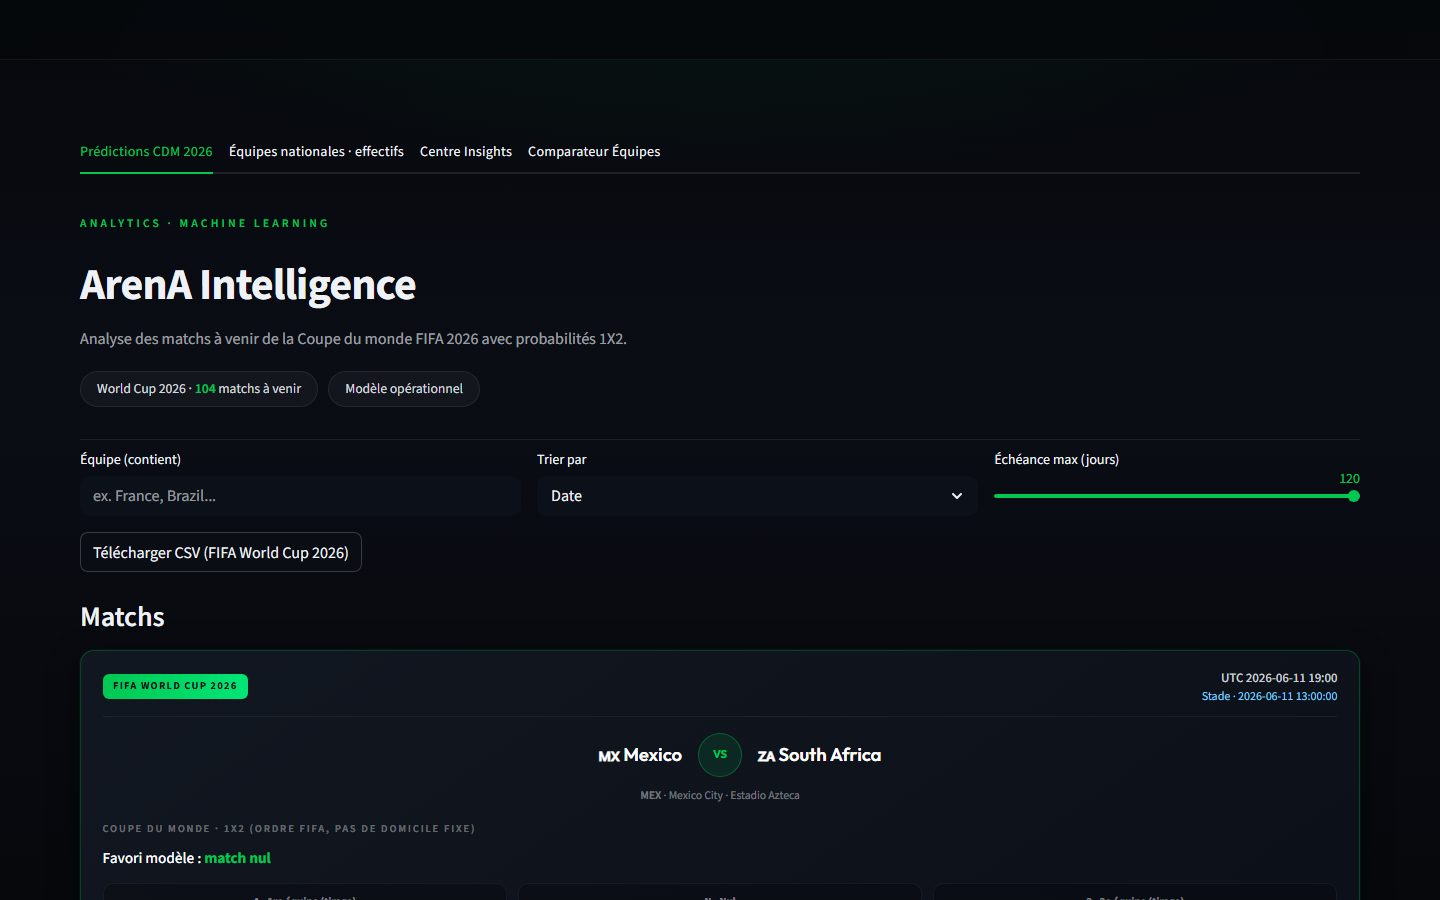 Prédictions CDM 2026 Équipes nationales · effectifs Centre Insights Comparateur Équipes
ANALYTICS · MACHINE LEARNING
ArenA Intelligence
Analyse des matchs à venir de la Coupe du monde FIFA 2026 avec probabilités 1X2.
World Cup 2026 · 104 matchs à venir Modèle opérationnel
Équipe (contient) Trier par Échéance max (jours)
120
ex. France, Brazil... Date
Télécharger CSV (FIFA World Cup 2026)
Matchs
FIFA WORLD CUP 2026 UTC 2026-06-11 19:00
Stade · 2026-06-11 13:00:00
MX Mexico VS ZA South Africa
MEX · Mexico City · Estadio Azteca
COUPE DU MONDE · 1X2 (ORDRE FIFA, PAS DE DOMICILE FIXE)
Favori modèle : match nul